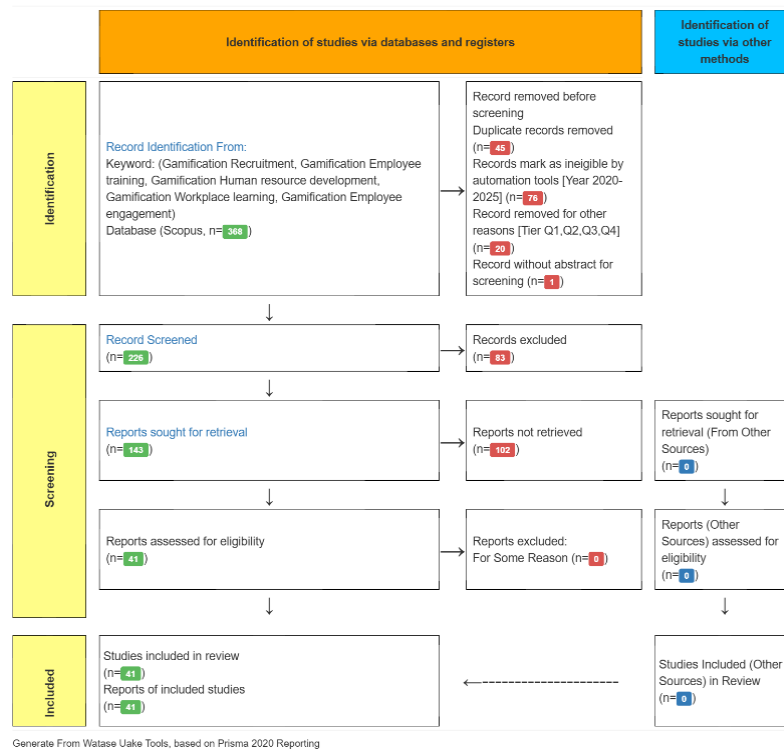 Identification of studies via databases and registers
Identification of
studies via other
methods
Identification
Record Identification From:
Keyword: (Gamification Recruitment, Gamification Employee
training, Gamification Human resource development,
Gamification Workplace learning, Gamification Employee
engagement)
Database (Scopus, n=368)
Record removed before
screening
Duplicate records removed
(n=45)
Records mark as ineigible by
automation tools [Year 2020-
2025] (n=76)
Record removed for other
reasons [Tier Q1,Q2,Q3,Q4]
(n=20)
Record without abstract for
screening (n=1)
Screening
Record Screened
(n=226)
Records excluded
(n=83)
Reports sought for retrieval
(n=143)
Reports not retrieved
(n=102)
Reports sought for
retrieval (From Other
Sources)
(n=0)
Reports assessed for eligibility
(n=41)
Reports excluded:
For Some Reason (n=0)
Reports (Other
Sources) assessed for
eligibility
(n=0)
Included
Studies included in review
(n=41)
Reports of included studies
(n=41)
Studies Included (Other
Sources) in Review
(n=0)
Generate From Watase Uake Tools, based on Prisma 2020 Reporting